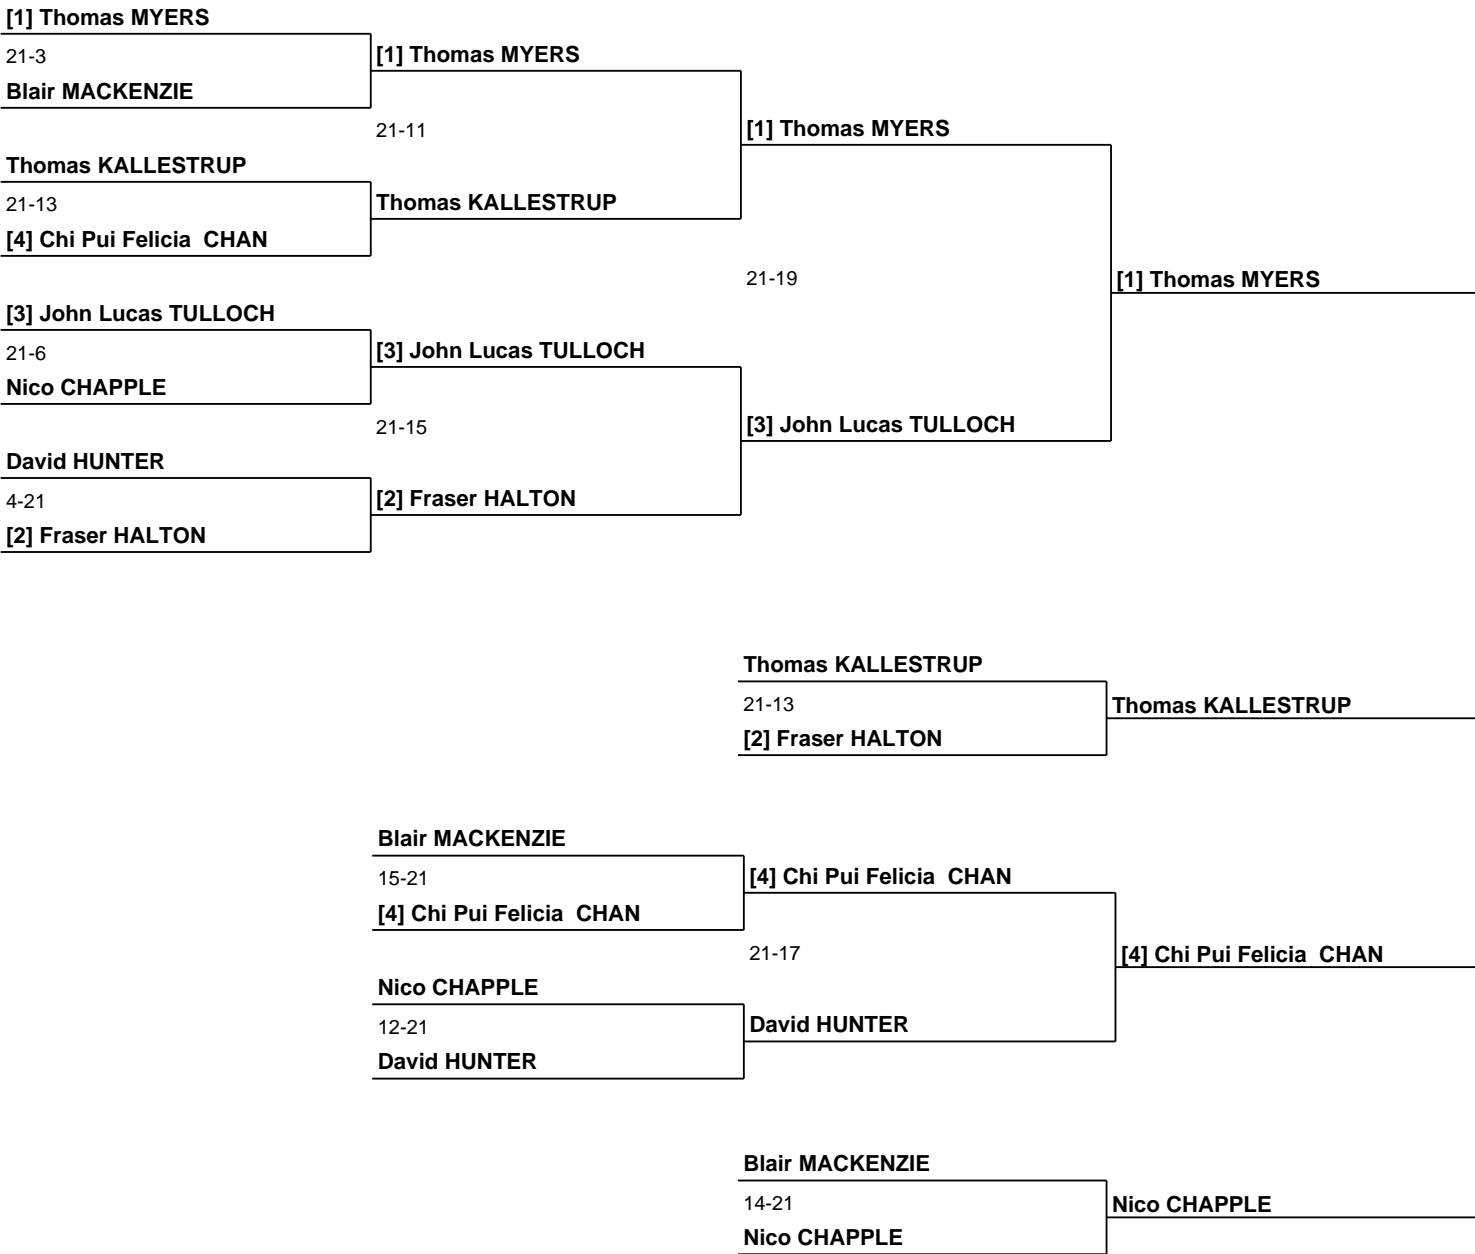 [1] Thomas MYERS
21-3
[1] Thomas MYERS
Blair MACKENZIE
21-11
[1] Thomas MYERS
Thomas KALLESTRUP
21-13
Thomas KALLESTRUP
[4] Chi Pui Felicia  CHAN
21-19
[1] Thomas MYERS
[3] John Lucas TULLOCH
21-6
[3] John Lucas TULLOCH
Nico CHAPPLE
21-15
[3] John Lucas TULLOCH
David HUNTER
4-21
[2] Fraser HALTON
[2] Fraser HALTON
Thomas KALLESTRUP
21-13
Thomas KALLESTRUP
[2] Fraser HALTON
Blair MACKENZIE
15-21
[4] Chi Pui Felicia  CHAN
[4] Chi Pui Felicia  CHAN
21-17
[4] Chi Pui Felicia  CHAN
Nico CHAPPLE
12-21
David HUNTER
David HUNTER
Blair MACKENZIE
14-21
Nico CHAPPLE
Nico CHAPPLE